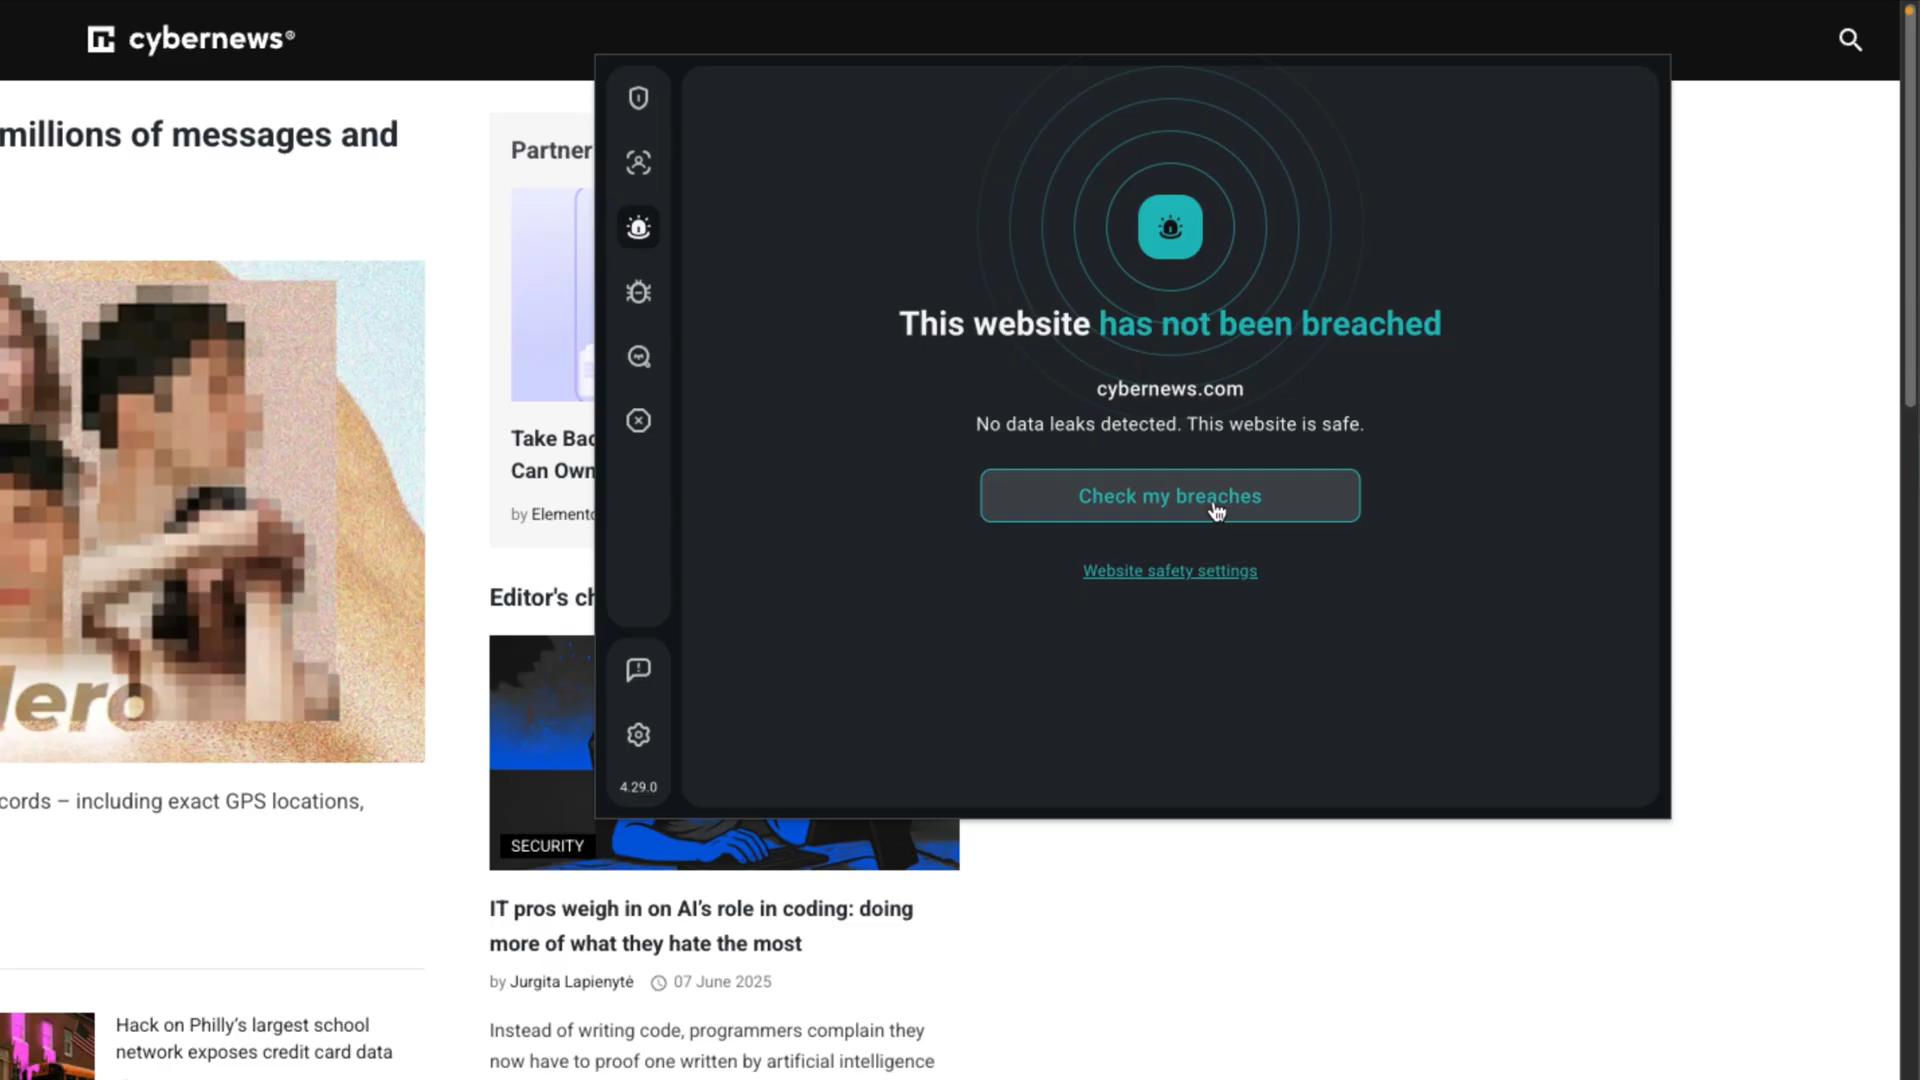 cybernews®
millions of messages and
lero
cords – including exact GPS locations,
Hack on Philly's largest school
network exposes credit card data
Partner
Take Bac
Can Own
by Elemento
Editor's ch
SECURITY
IT pros weigh in on AI's role in coding: doing
more of what they hate the most
by Jurgita Lapienytė 07 June 2025
Instead of writing code, programmers complain they
now have to proof one written by artificial intelligence
4.29.0
This website has not been breached
cybernews.com
No data leaks detected. This website is safe.
Check my breaches
Website safety settings